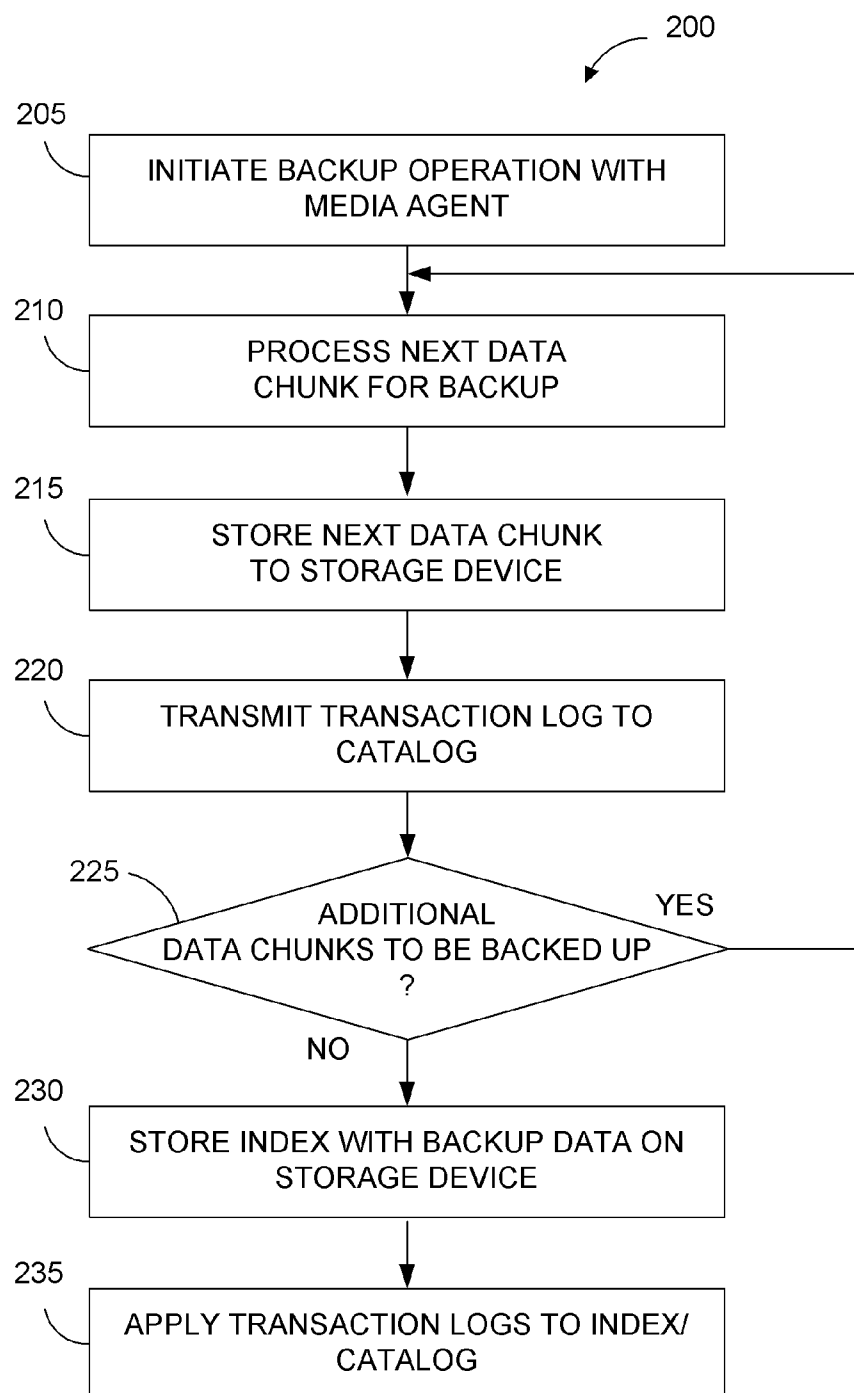 200
205
INITIATE BACKUP OPERATION WITH
MEDIA AGENT
210
PROCESS NEXT DATA
CHUNK FOR BACKUP
215
STORE NEXT DATA CHUNK
TO STORAGE DEVICE
220
TRANSMIT TRANSACTION LOG TO
CATALOG
225
ADDITIONAL
DATA CHUNKS TO BE BACKED UP
?
YES
NO
230
STORE INDEX WITH BACKUP DATA ON
STORAGE DEVICE
235
APPLY TRANSACTION LOGS TO INDEX/
CATALOG